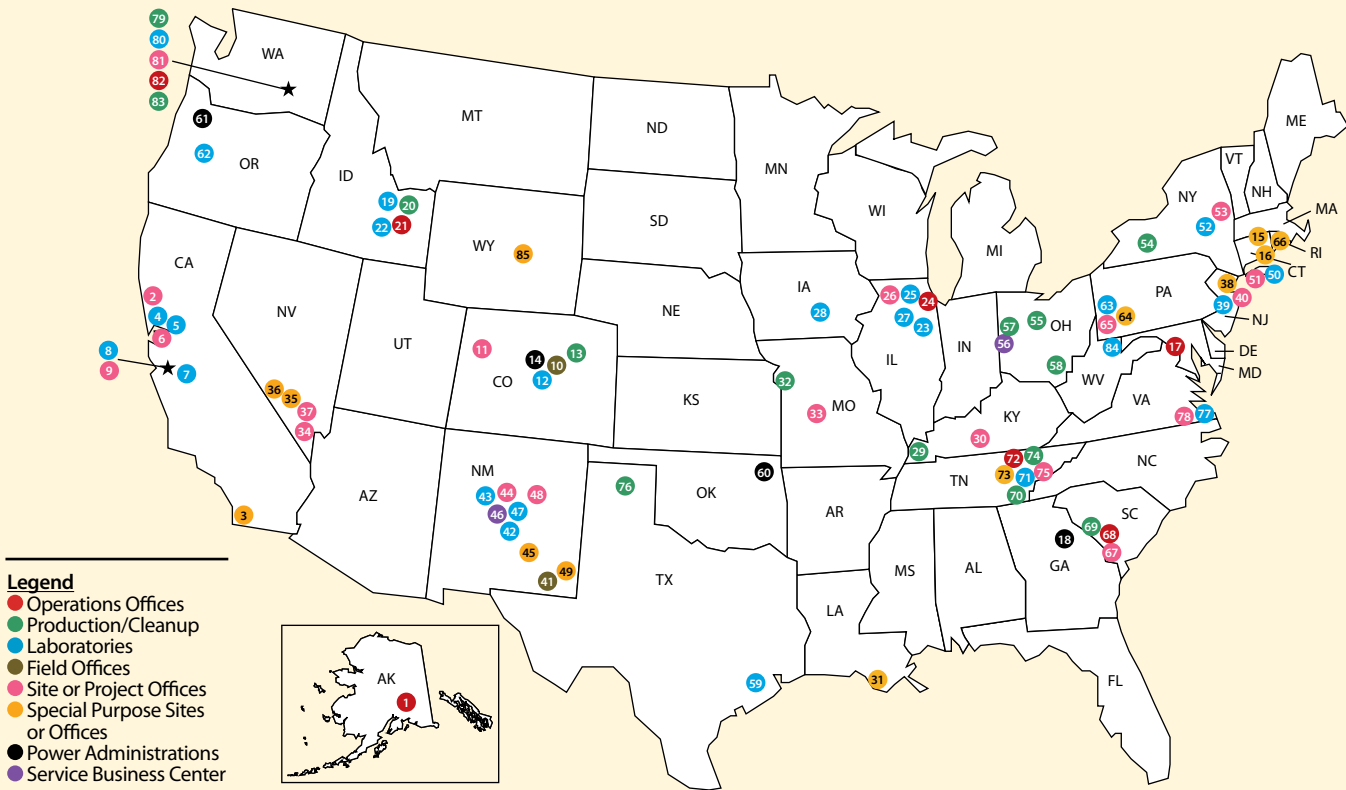 79
80
81
82
83
WA
61
62
OR
MT
ID
19
20
22
21
ND
MN
SD
WI
MI
ME
VT
NH
NY
53
52
54
MA
15
66
RI
16
CT
51
50
38
40
39
NJ
PA
63
64
65
84
17
DE
MD
WY
85
CA
2
4
5
6
8
9
7
NV
36
35
37
34
3
UT
CO
11
14
10
13
12
NE
IA
28
26
25
24
27
23
IL
IN
57
55
OH
56
58
WV
VA
78
77
KS
32
33
MO
KY
30
29
72
74
73
71
75
TN
70
NC
AZ
NM
43
44
48
46
47
42
45
49
41
76
OK
60
TX
59
AR
LA
31
MS
AL
18
GA
SC
69
68
67
FL
AK
1
Legend
Operations Offices
Production/Cleanup
Laboratories
Field Offices
Site or Project Offices
Special Purpose Sites
or Offices
Power Administrations
Service Business Center